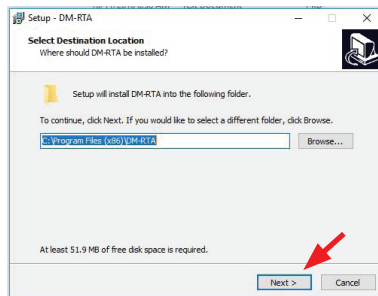 Setup - DM-RTA
Select Destination Location
Where should DM-RTA be installed?
Setup will install DM-RTA into the following folder.
To continue, click Next. If you would like to select a different folder, click Browse.
C:\Program Files (x86)\DM-RTA
Browse...
At least 51.9 MB of free disk space is required.
Next >
Cancel